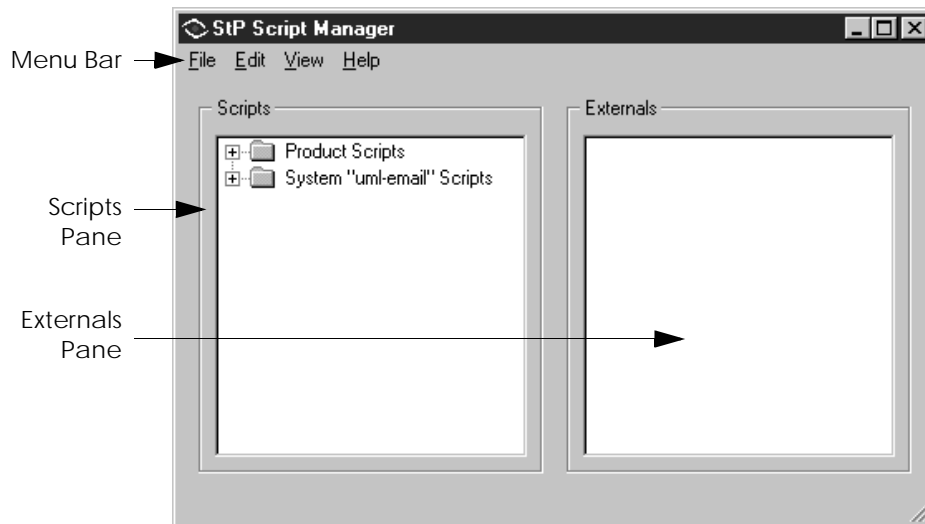 StP Script Manager
Menu Bar
File Edit View Help
Scripts
Externals
Product Scripts
System "uml-email" Scripts
Scripts
Pane
Externals
Pane